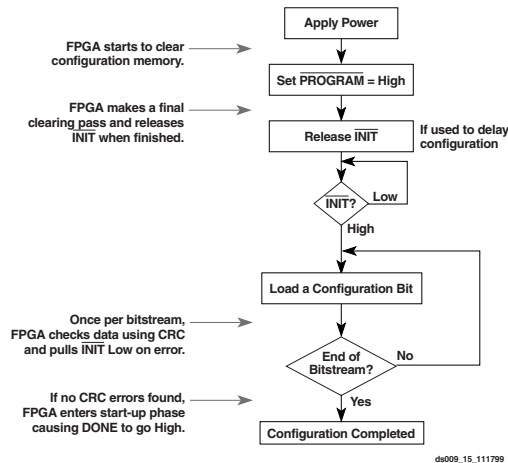 Apply Power
FPGA starts to clear
configuration memory.
Set PROGRAM = High
FPGA makes a final
clearing pass and releases
INIT when finished.
Release INIT
If used to delay
configuration
INIT?
Low
High
Load a Configuration Bit
Once per bitstream,
FPGA checks data using CRC
and pulls INIT Low on error.
End of
Bitstream?
No
Yes
If no CRC errors found,
FPGA enters start-up phase
causing DONE to go High.
Configuration Completed
ds009_15_111799